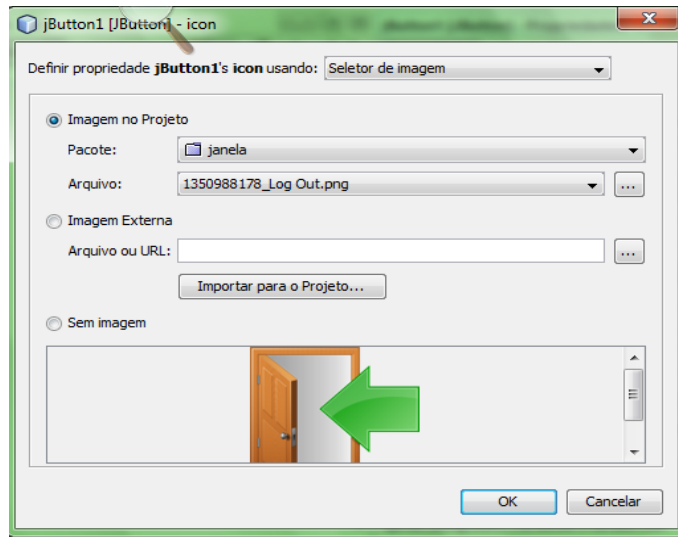 jButton1 [JButton] - icon
Definir propriedade jButton1's icon usando: Seletor de imagem
Imagem no Projeto
Pacote: janela
Arquivo: 1350988178_Log Out.png ...
Imagem Externa
Arquivo ou URL: ...
Importar para o Projeto...
Sem imagem
OK Cancelar